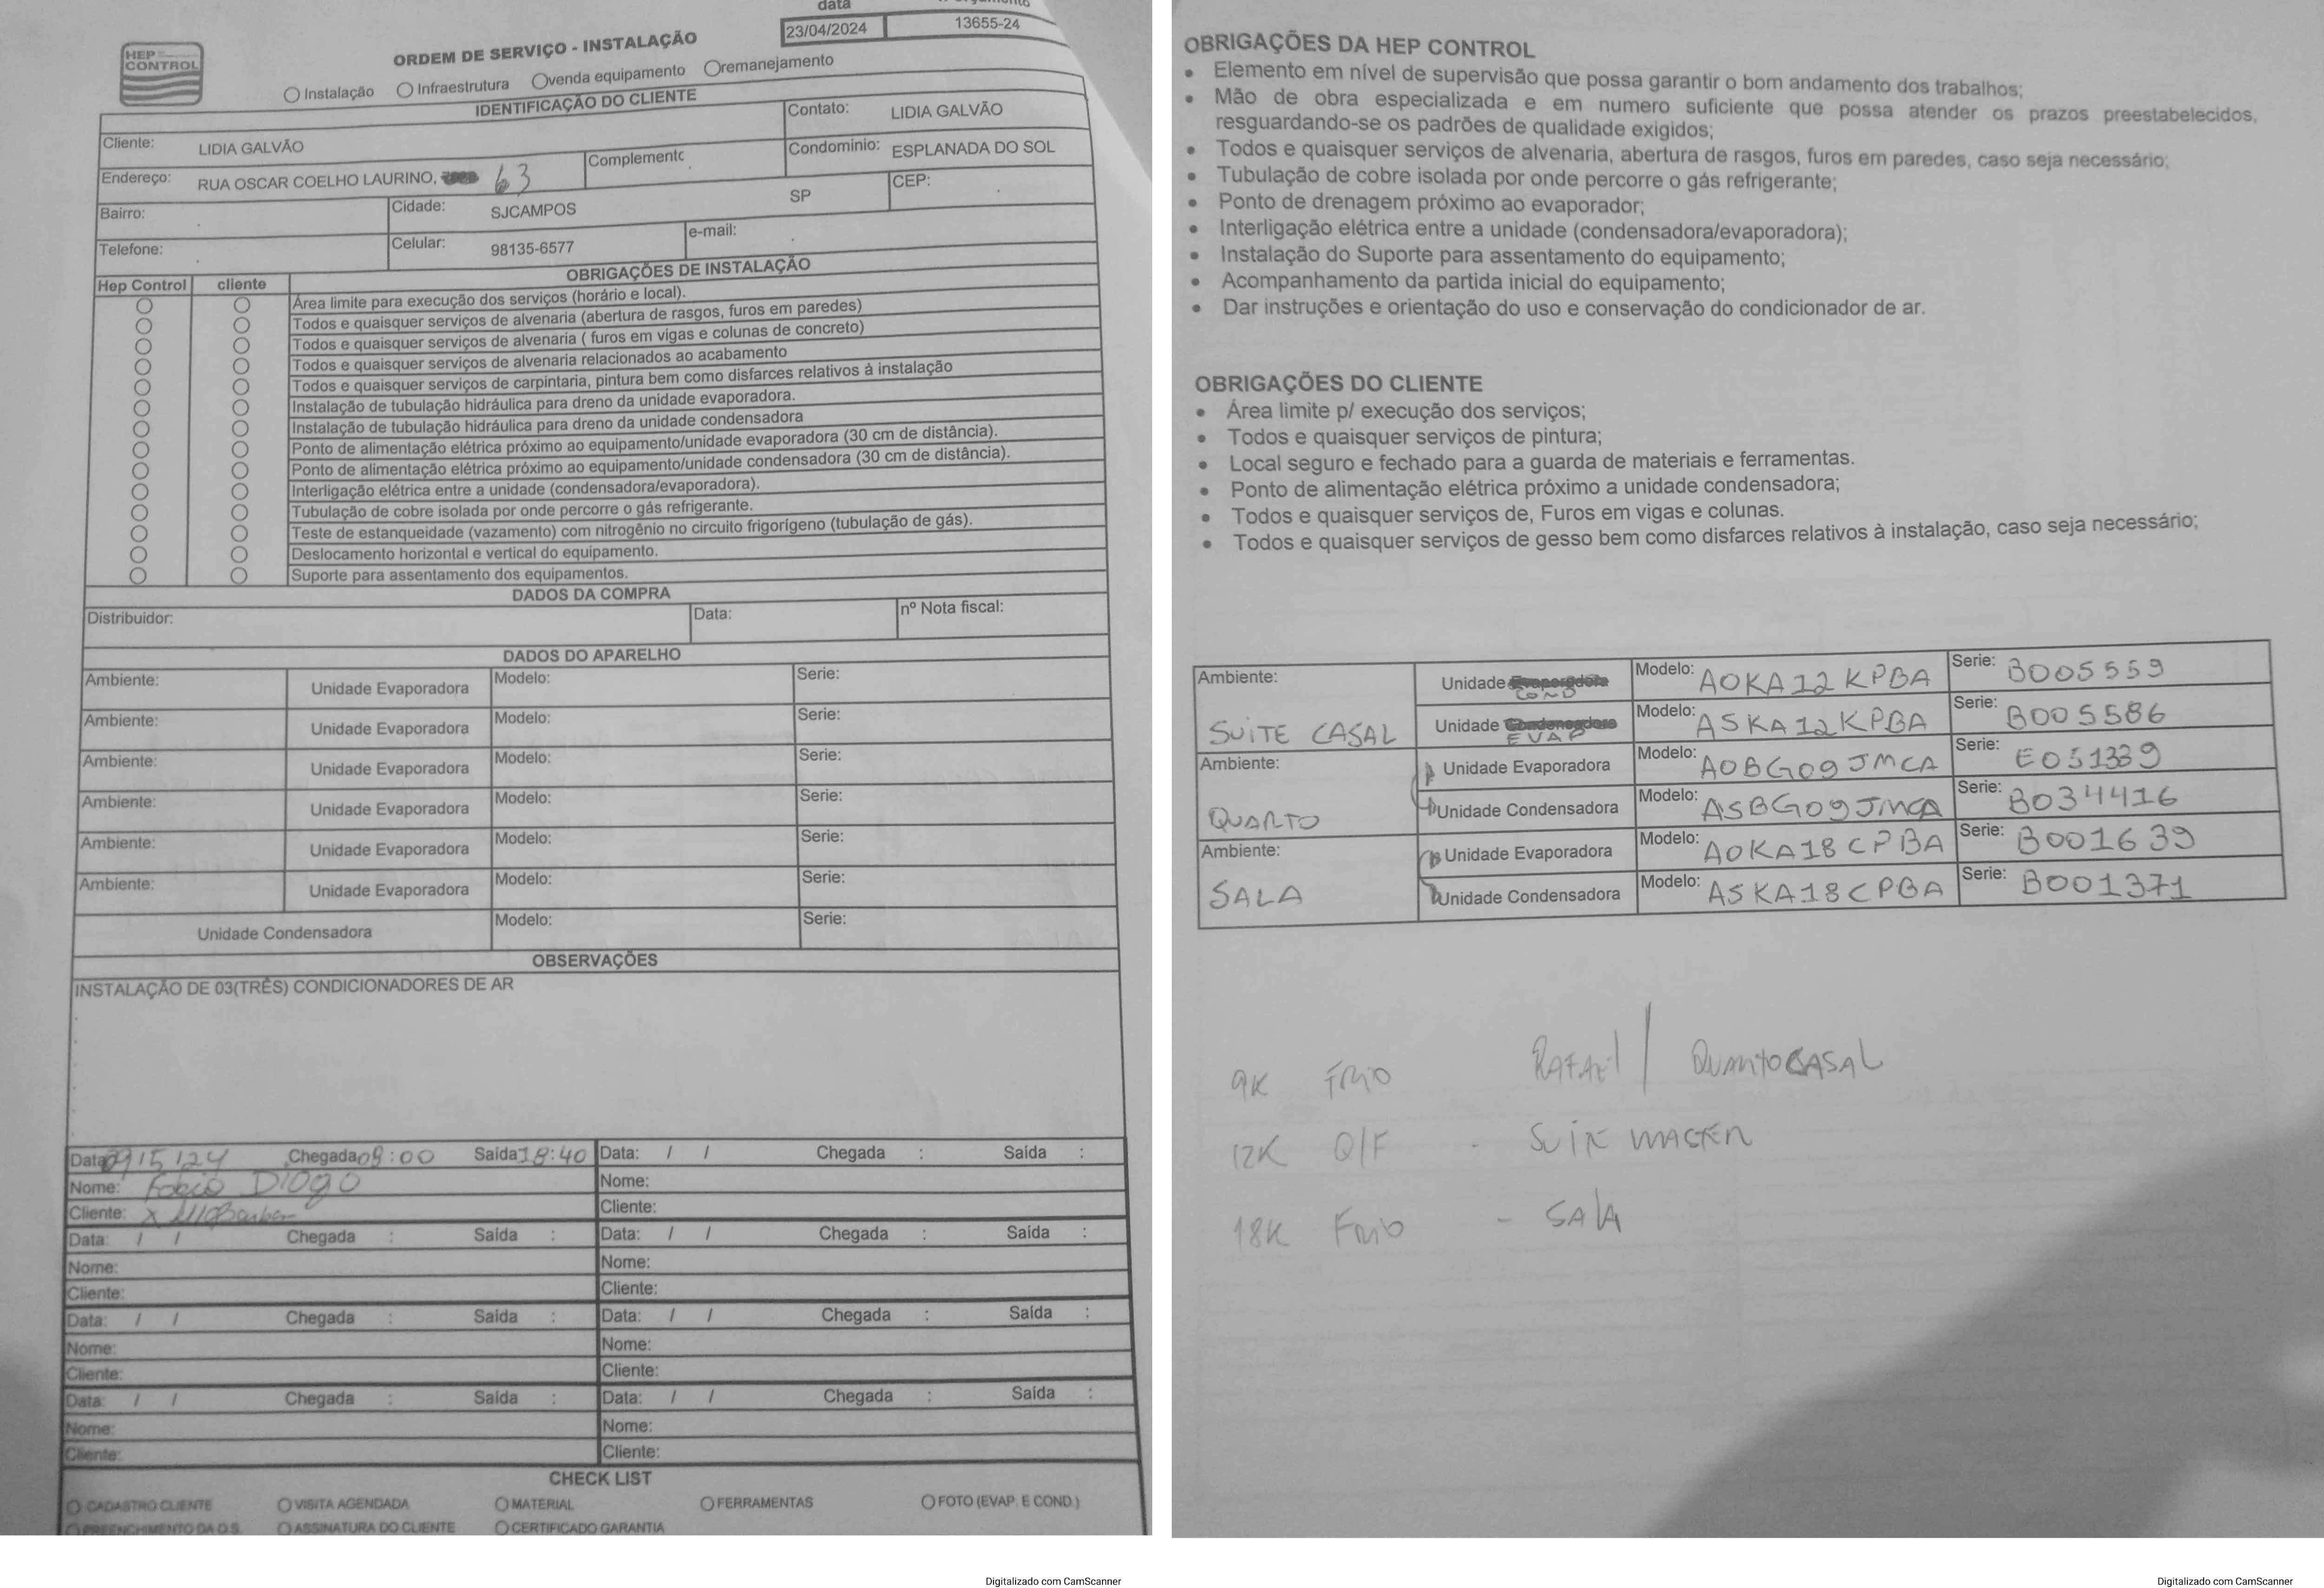 data
23/04/2024 13655-24
HEP CONTROL
ORDEM DE SERVIÇO - INSTALAÇÃO
Instalação Infraestrutura venda equipamento remanejamento
IDENTIFICAÇÃO DO CLIENTE
Cliente: LIDIA GALVÃO Contato: LIDIA GALVÃO
Endereço: RUA OSCAR COELHO LAURINO, 63 Complemento Condominio: ESPLANADA DO SOL
Bairro: . Cidade: SJCAMPOS SP CEP: .
Telefone: . Celular: 98135-6577 e-mail: .
Hep Control cliente OBRIGAÇÕES DE INSTALAÇÃO
Área limite para execução dos serviços (horário e local).
Todos e quaisquer serviços de alvenaria (abertura de rasgos, furos em paredes)
Todos e quaisquer serviços de alvenaria ( furos em vigas e colunas de concreto)
Todos e quaisquer serviços de alvenaria relacionados ao acabamento
Todos e quaisquer serviços de carpintaria, pintura bem como disfarces relativos à instalação
Instalação de tubulação hidráulica para dreno da unidade evaporadora.
Instalação de tubulação hidráulica para dreno da unidade condensadora
Ponto de alimentação elétrica próximo ao equipamento/unidade evaporadora (30 cm de distância).
Ponto de alimentação elétrica próximo ao equipamento/unidade condensadora (30 cm de distância).
Interligação elétrica entre a unidade (condensadora/evaporadora).
Tubulação de cobre isolada por onde percorre o gás refrigerante.
Teste de estanqueidade (vazamento) com nitrogênio no circuito frigorígeno (tubulação de gás).
Deslocamento horizontal e vertical do equipamento.
Suporte para assentamento dos equipamentos.
DADOS DA COMPRA
Distribuidor: Data: nº Nota fiscal:
DADOS DO APARELHO
Ambiente: Unidade Evaporadora Modelo: Serie:
Ambiente: Unidade Evaporadora Modelo: Serie:
Ambiente: Unidade Evaporadora Modelo: Serie:
Ambiente: Unidade Evaporadora Modelo: Serie:
Ambiente: Unidade Evaporadora Modelo: Serie:
Ambiente: Unidade Evaporadora Modelo: Serie:
Unidade Condensadora Modelo: Serie:
OBSERVAÇÕES
INSTALAÇÃO DE 03(TRÊS) CONDICIONADORES DE AR
Data: 09/5/24 Chegada 08:00 Saída 18:40 Data: / / Chegada : Saída :
Nome: Fabio Diogo Nome:
Cliente: Cliente:
Data: / / Chegada : Saída : Data: / / Chegada : Saída :
Nome: Nome:
Cliente: Cliente:
Data: / / Chegada : Saída : Data: / / Chegada : Saída :
Nome: Nome:
Cliente: Cliente:
Data: / / Chegada : Saída : Data: / / Chegada : Saída :
Nome: Nome:
Cliente: Cliente:
CHECK LIST
CADASTRO CLIENTE VISITA AGENDADA MATERIAL FERRAMENTAS FOTO (EVAP. E COND.)
PREENCHIMENTO DA O.S. ASSINATURA DO CLIENTE CERTIFICADO GARANTIA
Digitalizado com CamScanner
OBRIGAÇÕES DA HEP CONTROL
• Elemento em nível de supervisão que possa garantir o bom andamento dos trabalhos;
• Mão de obra especializada e em numero suficiente que possa atender os prazos preestabelecidos,
resguardando-se os padrões de qualidade exigidos;
• Todos e quaisquer serviços de alvenaria, abertura de rasgos, furos em paredes, caso seja necessário;
• Tubulação de cobre isolada por onde percorre o gás refrigerante;
• Ponto de drenagem próximo ao evaporador;
• Interligação elétrica entre a unidade (condensadora/evaporadora);
• Instalação do Suporte para assentamento do equipamento;
• Acompanhamento da partida inicial do equipamento;
• Dar instruções e orientação do uso e conservação do condicionador de ar.
OBRIGAÇÕES DO CLIENTE
• Área limite p/ execução dos serviços;
• Todos e quaisquer serviços de pintura;
• Local seguro e fechado para a guarda de materiais e ferramentas.
• Ponto de alimentação elétrica próximo a unidade condensadora;
• Todos e quaisquer serviços de, Furos em vigas e colunas.
• Todos e quaisquer serviços de gesso bem como disfarces relativos à instalação, caso seja necessário;
Ambiente: Unidade Evaporadora COND Modelo: AOKA12KPBA Serie: B005559
SUITE CASAL Unidade Condensadora EVAP Modelo: ASKA12KPBA Serie: B005586
Ambiente: Unidade Evaporadora Modelo: AOBG09JMCA Serie: E051339
QUARTO Unidade Condensadora Modelo: ASBG09JMCA Serie: B034416
Ambiente: Unidade Evaporadora Modelo: AOKA18CPBA Serie: B001639
SALA Unidade Condensadora Modelo: ASKA18CPBA Serie: B001371
9K FRIO RAFAEL / QUARTO CASAL
12K Q/F - SUITE MASTER
18K FRIO - SALA
Digitalizado com CamScanner